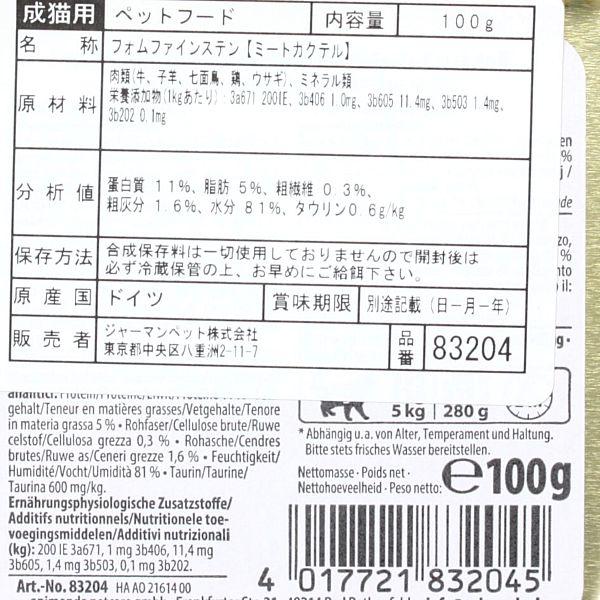 成猫用 ペットフード 内容量 100g
名 称 フォムファインステン【ミートカクテル】
原材料 肉類(牛、子羊、七面鳥、鶏、ウサギ)、ミネラル類
栄養添加物(1kgあたり):3a671 200IE、3b406 1.0mg、3b605 11.4mg、3b503 1.4mg、
3b202 0.1mg
分析値 蛋白質 11%、脂肪 5%、粗繊維 0.3%、
粗灰分 1.6%、水分 81%、タウリン0.6g/kg
保存方法 合成保存料は一切使用しておりませんので開封後は
必ず冷蔵保管の上、お早めにご給餌下さい。
原産国 ドイツ 賞味期限 別途記載(日ー月ー年)
販売者 ジャーマンペット株式会社
東京都中央区八重洲2-11-7
品番 83204
gehalt/Teneur en matières grasses/Vetgehalte/Tenore
in materia grassa 5 % • Rohfaser/Cellulose brute/Ruwe
celstof/Cellulosa grezza 0,3 % • Rohasche/Cendres
brutes/Ruwe as/Ceneri grezze 1,6 % • Feuchtigkeit/
Humidité/Vocht/Umidità 81 % • Taurin/Taurine/
Taurina 600 mg/kg.
Ernährungsphysiologische Zusatzstoffe/
Additifs nutritionnels/Nutritionele toe-
voegingsmiddelen/Additivi nutrizionali
(kg): 200 IE 3a671, 1 mg 3b406, 11,4 mg
3b605, 1,4 mg 3b503, 0,1 mg 3b202.
Art.-No. 83204 HA AO 21614 00
5 kg 280 g
* Abhängig u.a. von Alter, Temperament und Haltung.
Bitte stets frisches Wasser bereitstellen.
Nettomasse · Poids net ·
Nettohoeveelheid · Peso netto: ℮100g
4 017721 832045